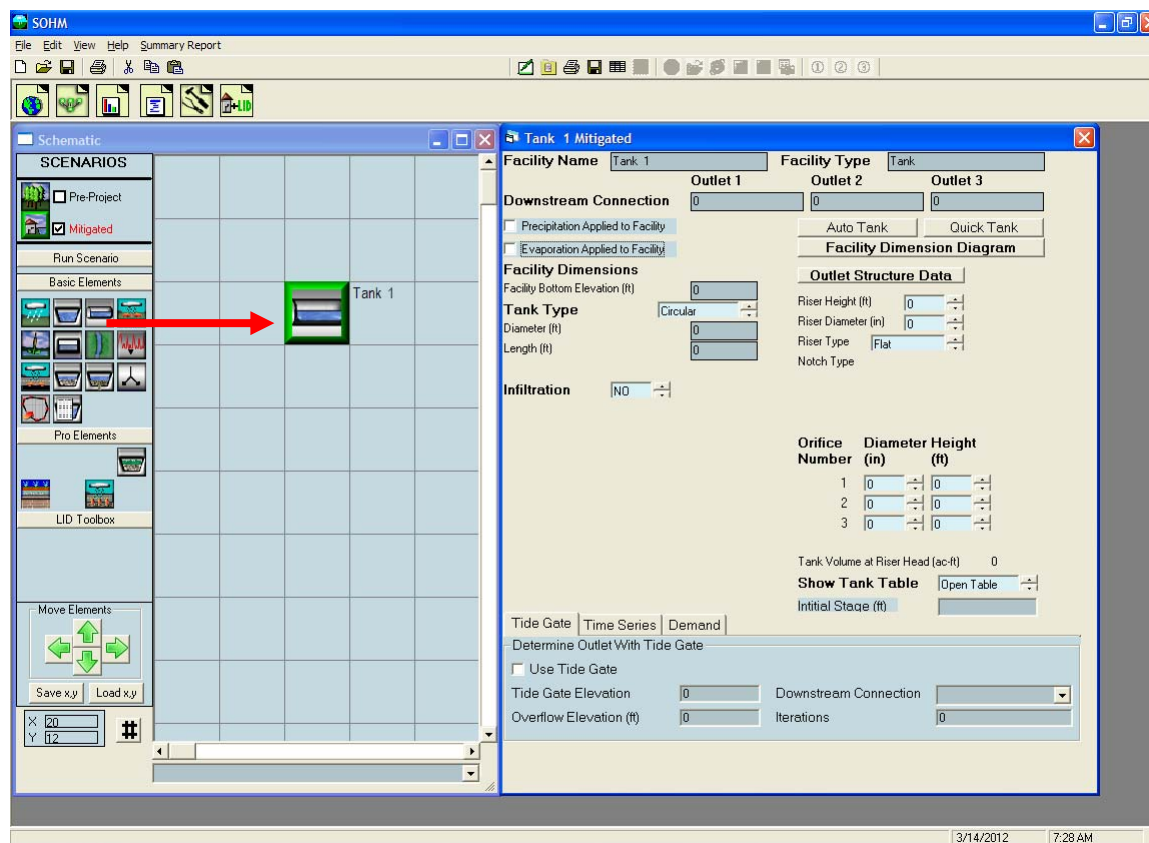 SOHM
File Edit View Help Summary Report
1 2 3
+LID
Schematic
SCENARIOS
Pre-Project
Mitigated
Run Scenario
Basic Elements
Pro Elements
LID Toolbox
Move Elements
Save x,y Load x,y
X 20
Y 12
#
Tank 1
Tank 1 Mitigated
Facility Name Tank 1 Facility Type Tank
Outlet 1 Outlet 2 Outlet 3
Downstream Connection 0 0 0
Precipitation Applied to Facility Auto Tank Quick Tank
Evaporation Applied to Facility Facility Dimension Diagram
Facility Dimensions Outlet Structure Data
Facility Bottom Elevation (ft) 0
Tank Type Circular Riser Height (ft) 0
Diameter (ft) 0 Riser Diameter (in) 0
Length (ft) 0 Riser Type Flat
Notch Type
Infiltration NO
Orifice Diameter Height
Number (in) (ft)
1 0 0
2 0 0
3 0 0
Tank Volume at Riser Head (ac-ft) 0
Show Tank Table Open Table
Intitial Stage (ft)
Tide Gate Time Series Demand
Determine Outlet With Tide Gate
Use Tide Gate
Tide Gate Elevation 0 Downstream Connection
Overflow Elevation (ft) 0 Iterations 0
3/14/2012 7:28 AM